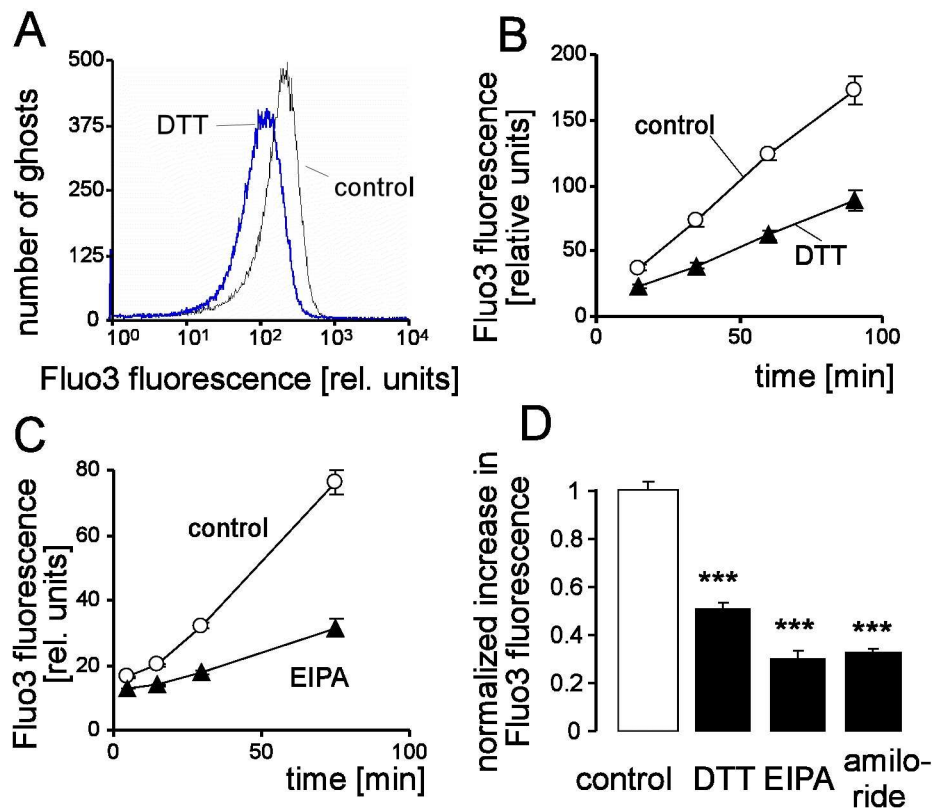 A
number of ghosts
500
375
250
125
0
DTT
control
10⁰ 10¹ 10² 10³ 10⁴
Fluo3 fluorescence [rel. units]
B
Fluo3 fluorescence
[relative units]
200
150
100
50
0
control
DTT
0 50 100
time [min]
C
Fluo3 fluorescence
[rel. units]
80
60
40
20
0
control
EIPA
0 50 100
time [min]
D
normalized increase in
Fluo3 fluorescence
1
0.8
0.6
0.4
0.2
0
***
***
***
control DTT EIPA amilo-
ride